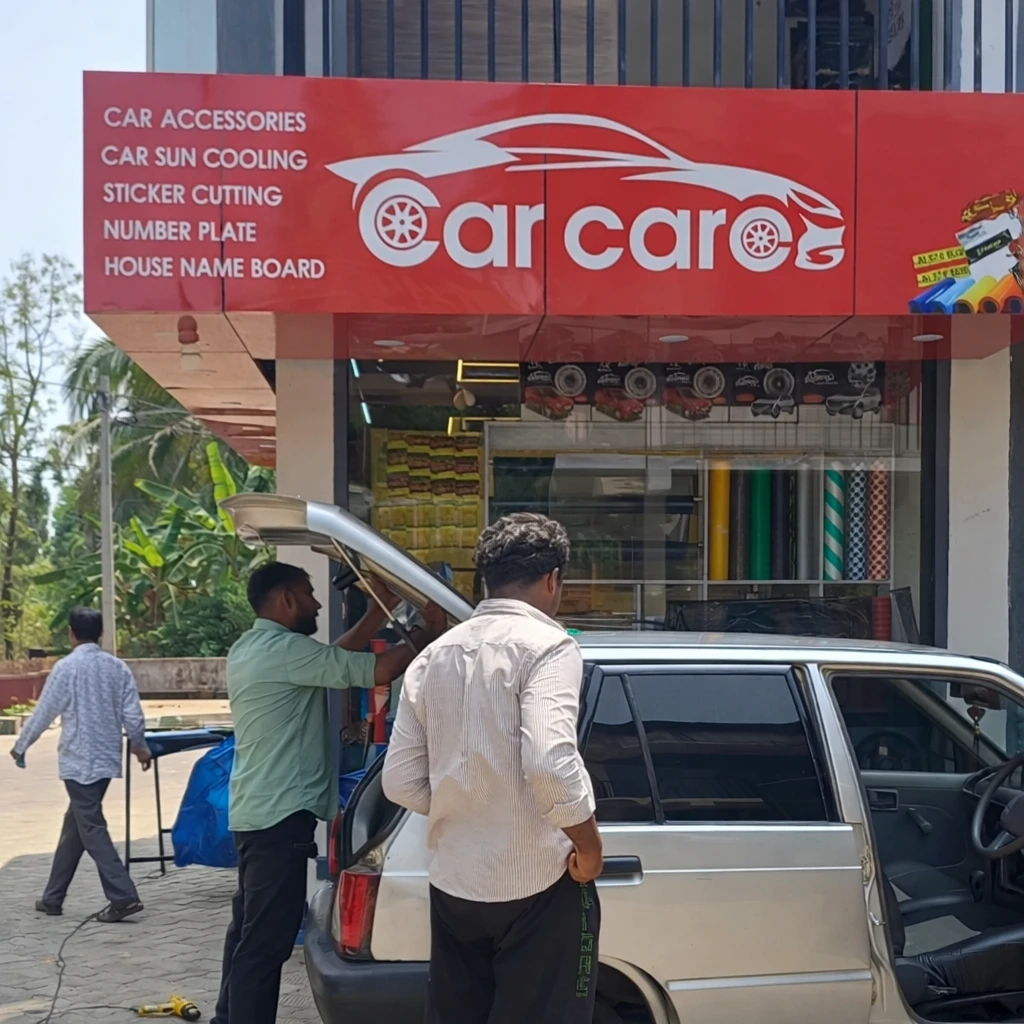 CAR ACCESSORIES
CAR SUN COOLING
STICKER CUTTING
NUMBER PLATE
HOUSE NAME BOARD
Car care